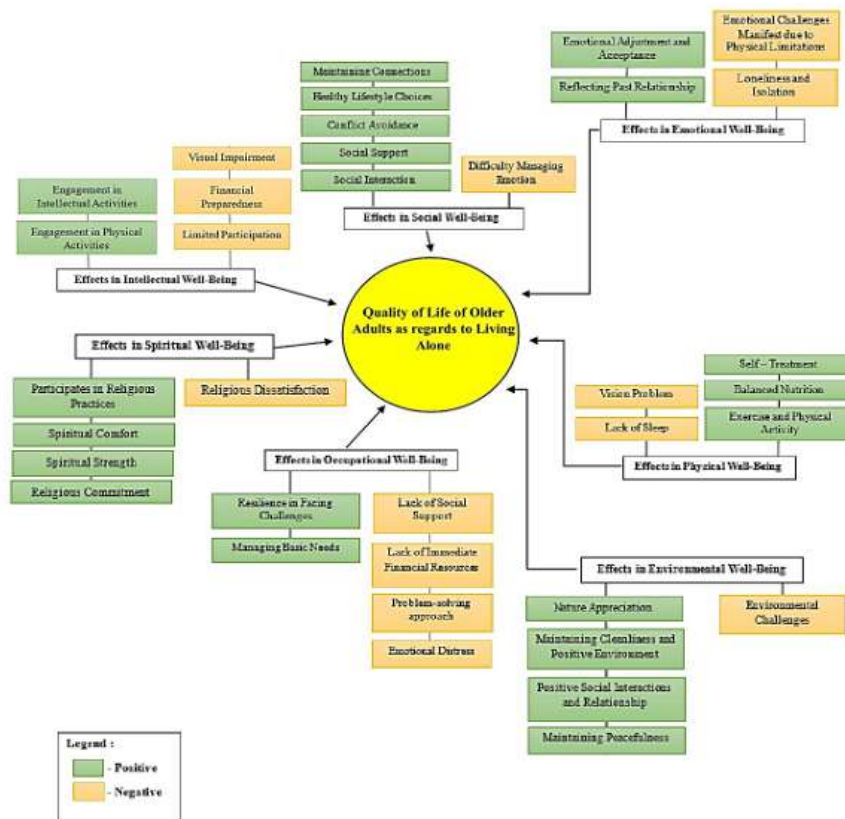 Emotional Adjustment and
Acceptance
Reflecting Past Relationship
Emotional Challenges
Manifest due to
Physical Limitations
Loneliness and
Isolation
Effects in Emotional Well-Being
Maintaining Connections
Healthy Lifestyle Choices
Conflict Avoidance
Social Support
Social Interaction
Difficulty Managing
Emotion
Effects in Social Well-Being
Engagement in
Intellectual Activities
Engagement in Physical
Activities
Visual Impairment
Financial
Preparedness
Limited Participation
Effects in Intellectual Well-Being
Quality of Life of Older
Adults as regards to Living
Alone
Effects in Spiritual Well-Being
Participates in Religious
Practices
Spiritual Comfort
Spiritual Strength
Religious Commitment
Religious Dissatisfaction
Self – Treatment
Balanced Nutrition
Exercise and Physical
Activity
Vision Problem
Lack of Sleep
Effects in Physical Well-Being
Effects in Occupational Well-Being
Resilience in Facing
Challenges
Managing Basic Needs
Lack of Social
Support
Lack of Immediate
Financial Resources
Problem-solving
approach
Emotional Distress
Effects in Environmental Well-Being
Nature Appreciation
Maintaining Cleanliness and
Positive Environment
Positive Social Interactions
and Relationship
Maintaining Peacefulness
Environmental
Challenges
Legend :
- Positive
- Negative